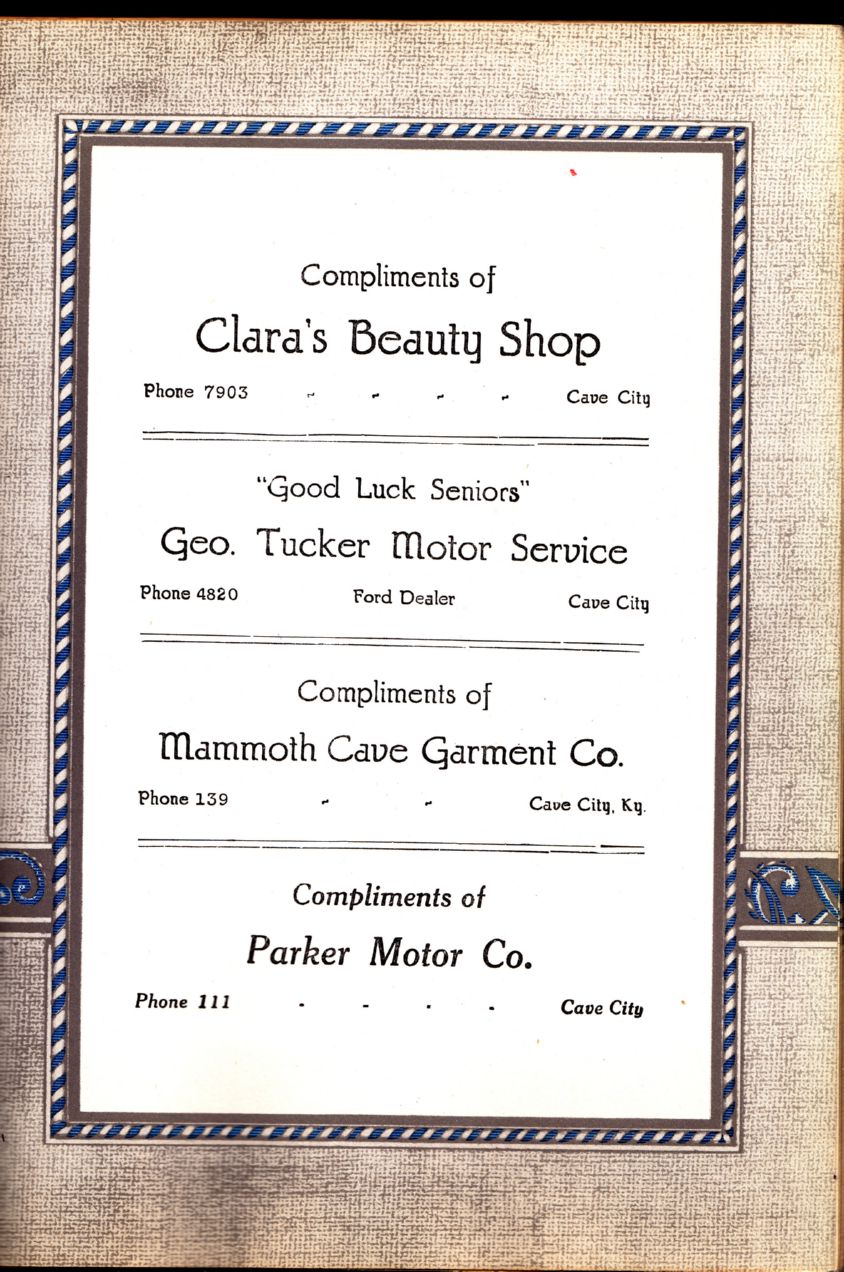 Compliments of
Clara's Beauty Shop
Phone 7903 - - - - Cave City
"Good Luck Seniors"
Geo. Tucker Motor Service
Phone 4820 Ford Dealer Cave City
Compliments of
Mammoth Cave Garment Co.
Phone 139 - - Cave City, Ky.
Compliments of
Parker Motor Co.
Phone 111 - - - - Cave City